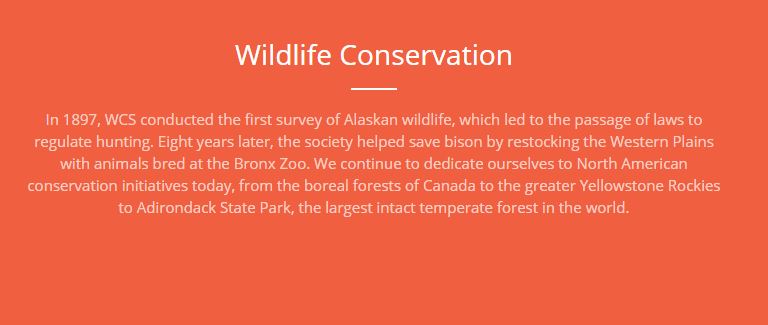 Wildlife Conservation
In 1897, WCS conducted the first survey of Alaskan wildlife, which led to the passage of laws to
regulate hunting. Eight years later, the society helped save bison by restocking the Western Plains
with animals bred at the Bronx Zoo. We continue to dedicate ourselves to North American
conservation initiatives today, from the boreal forests of Canada to the greater Yellowstone Rockies
to Adirondack State Park, the largest intact temperate forest in the world.